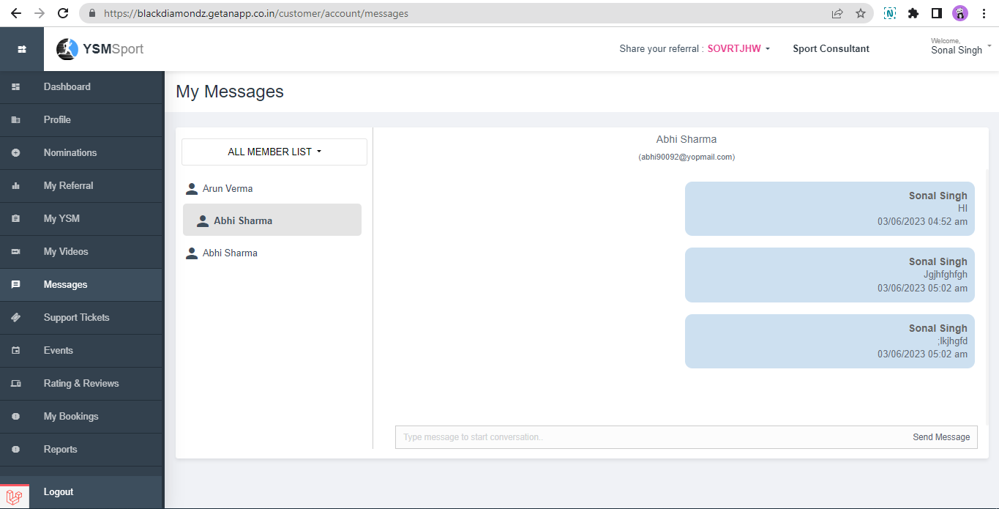 https://blackdiamondz.getanapp.co.in/customer/account/messages
YSMSport
Share your referral : SOVRTJHW
Sport Consultant
Welcome,
Sonal Singh
Dashboard
Profile
Nominations
My Referral
My YSM
My Videos
Messages
Support Tickets
Events
Rating & Reviews
My Bookings
Reports
Logout
My Messages
ALL MEMBER LIST
Arun Verma
Abhi Sharma
Abhi Sharma
Abhi Sharma
(abhi90092@yopmail.com)
Sonal Singh
HI
03/06/2023 04:52 am
Sonal Singh
Jgjhfghfgh
03/06/2023 05:02 am
Sonal Singh
;lkjhgfd
03/06/2023 05:02 am
Type message to start conversation..
Send Message